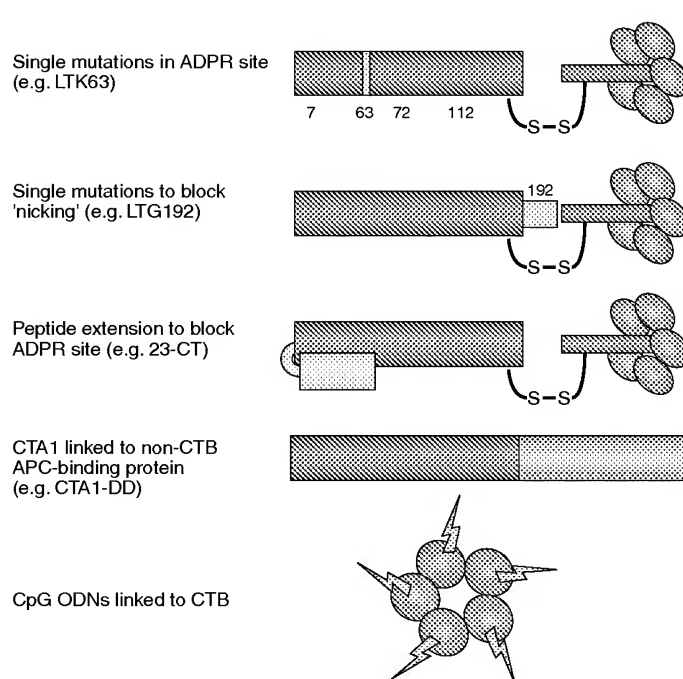 Single mutations in ADPR site
(e.g. LTK63)
7 63 72 112
S–S
Single mutations to block
'nicking' (e.g. LTG192)
192
S–S
Peptide extension to block
ADPR site (e.g. 23-CT)
S–S
CTA1 linked to non-CTB
APC-binding protein
(e.g. CTA1-DD)
CpG ODNs linked to CTB